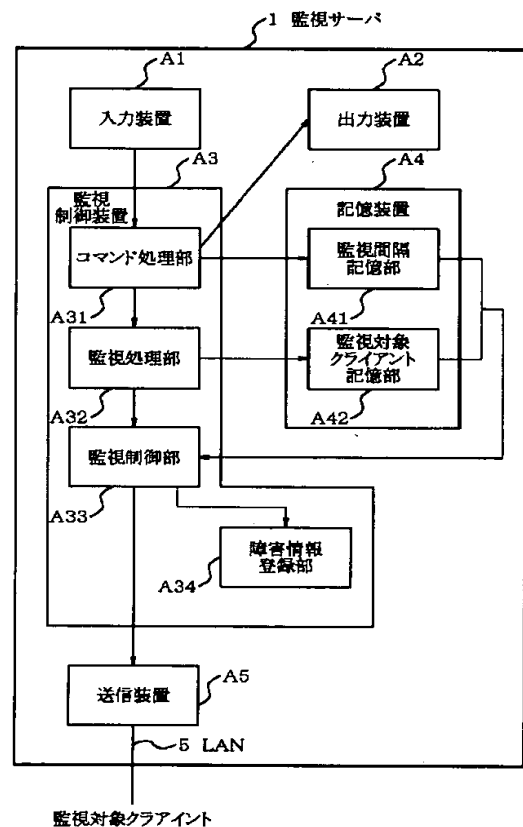 1 監視サーバ
A1
入力装置
A2
出力装置
A3
監視
制御装置
コマンド処理部
A31
監視処理部
A32
監視制御部
A33
障害情報
登録部
A34
A4
記憶装置
監視間隔
記憶部
A41
監視対象
クライアント
記憶部
A42
送信装置
A5
5 LAN
監視対象クラアイント